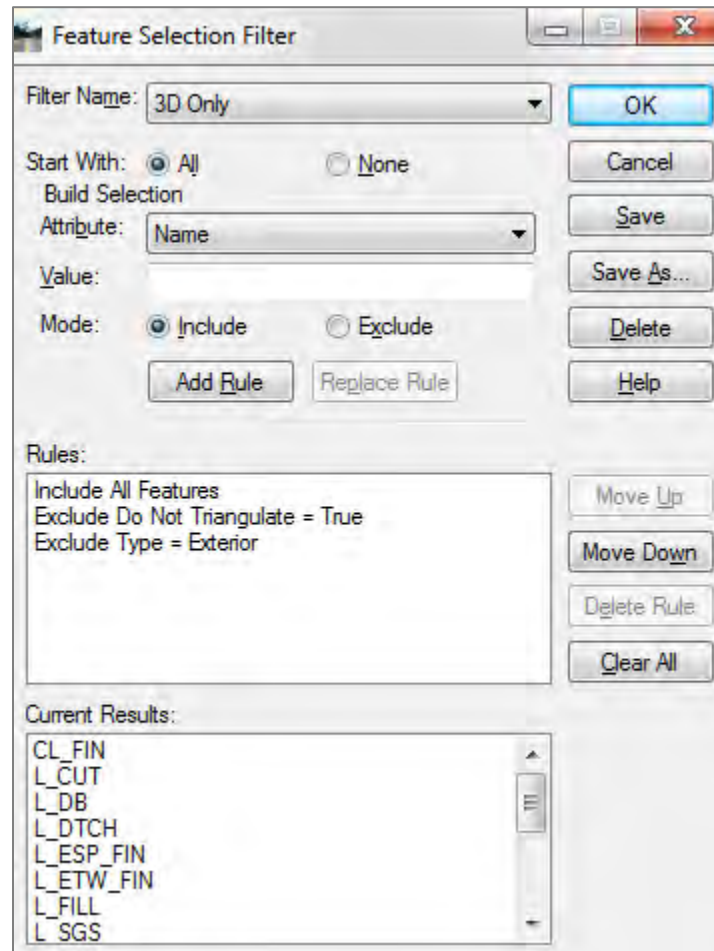 Feature Selection Filter
Filter Name: 3D Only
OK
Start With: All None
Cancel
Build Selection
Attribute: Name
Save
Value:
Save As...
Mode: Include Exclude
Delete
Add Rule Replace Rule
Help
Rules:
Include All Features
Exclude Do Not Triangulate = True
Exclude Type = Exterior
Move Up
Move Down
Delete Rule
Clear All
Current Results:
CL_FIN
L_CUT
L_DB
L_DTCH
L_ESP_FIN
L_ETW_FIN
L_FILL
L_SGS